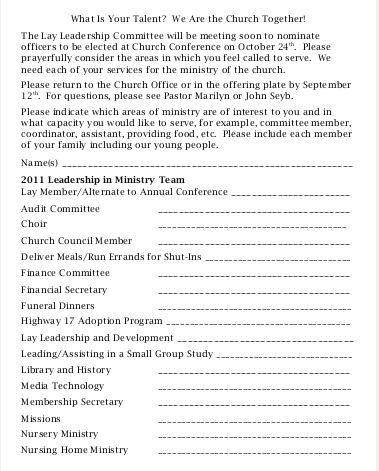 What Is Your Talent?  We Are the Church Together!
The Lay Leadership Committee will be meeting soon to nominate
officers to be elected at Church Conference on October 24th.  Please
prayerfully consider the areas in which you feel called to serve.  We
need each of your services for the ministry of the church.
Please return to the Church Office or in the offering plate by September
12th.  For questions, please see Pastor Marilyn or John Seyb.
Please indicate which areas of ministry are of interest to you and in
what capacity you would like to serve, for example, committee member,
coordinator, assistant, providing food, etc.  Please include each member
of your family including our young people.
Name(s) ____________________
2011 Leadership in Ministry Team
Lay Member/Alternate to Annual Conference ____________________
Audit Committee ____________________
Choir ____________________
Church Council Member ____________________
Deliver Meals/Run Errands for Shut-Ins ____________________
Finance Committee ____________________
Financial Secretary ____________________
Funeral Dinners ____________________
Highway 17 Adoption Program ____________________
Lay Leadership and Development ____________________
Leading/Assisting in a Small Group Study ____________________
Library and History ____________________
Media Technology ____________________
Membership Secretary ____________________
Missions ____________________
Nursery Ministry ____________________
Nursing Home Ministry ____________________